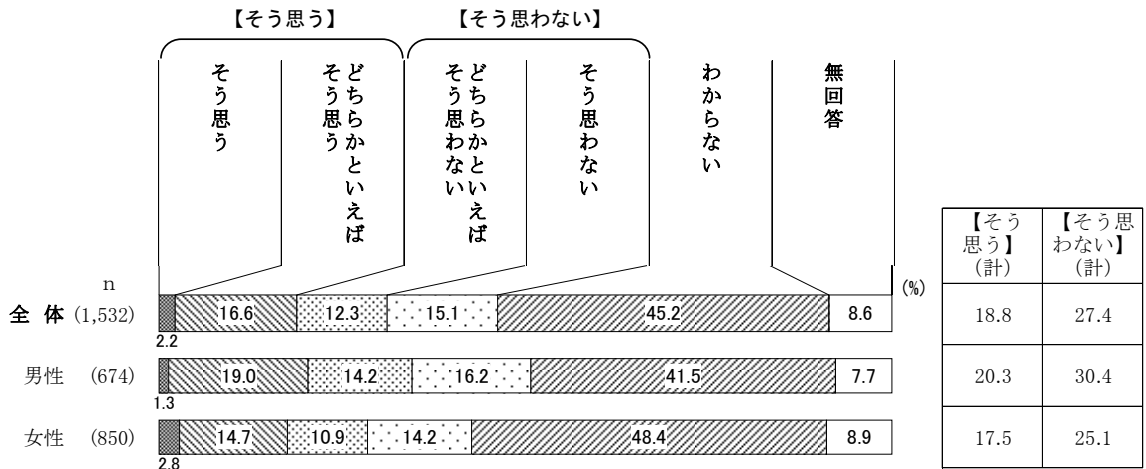 【そう思う】
【そう思わない】
そう思う
どちらかといえば
そう思う
どちらかといえば
そう思わない
そう思わない
わからない
無回答
n
(%)
【そう
思う】
(計)
【そう思
わない】
(計)
全 体 (1,532)
16.6
12.3
15.1
45.2
8.6
18.8
27.4
2.2
男性 (674)
19.0
14.2
16.2
41.5
7.7
20.3
30.4
1.3
女性 (850)
14.7
10.9
14.2
48.4
8.9
17.5
25.1
2.8